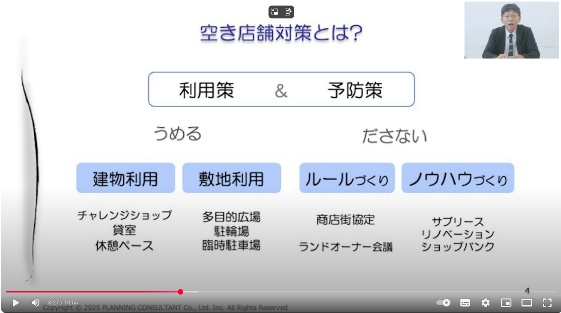 空き店舗対策とは?
利用策 & 予防策
うめる
ださない
建物利用
敷地利用
ルールづくり
ノウハウづくり
チャレンジショップ
貸室
休憩ペース
多目的広場
駐輪場
臨時駐車場
商店街協定
ランドオーナー会議
サブリース
リノベーション
ショップバンク
4
Copyright © 2025 PLANNING CONSULTANT Co., Ltd, Inc. All Rights Reserved